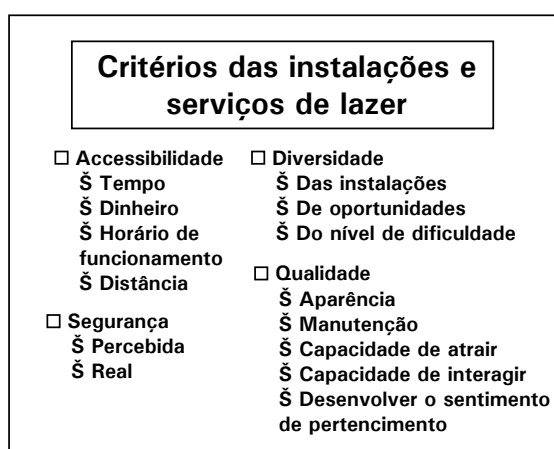 Critérios das instalações e
serviços de lazer
□ Accessibilidade
Š Tempo
Š Dinheiro
Š Horário de
funcionamento
Š Distância
□ Segurança
Š Percebida
Š Real
□ Diversidade
Š Das instalações
Š De oportunidades
Š Do nível de dificuldade
□ Qualidade
Š Aparência
Š Manutenção
Š Capacidade de atrair
Š Capacidade de interagir
Š Desenvolver o sentimento
de pertencimento